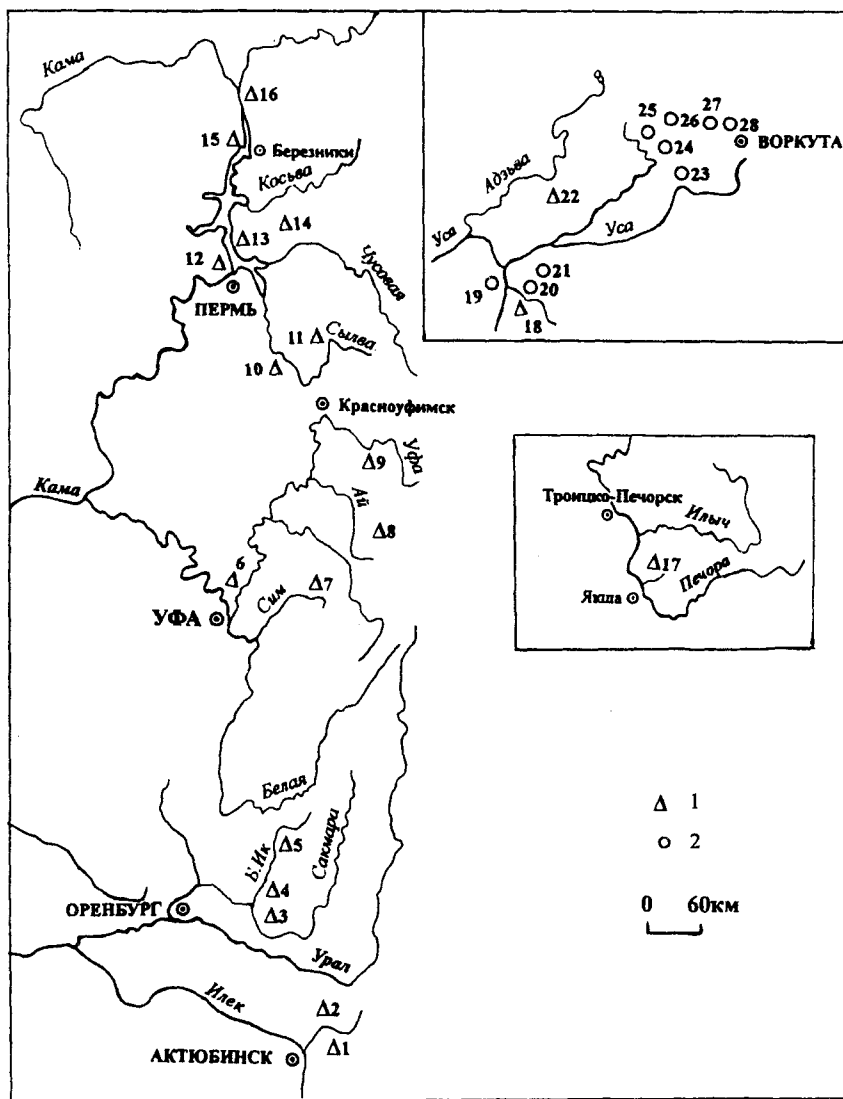 Кама
Δ16
15 Δ
Березники
Косьва
Δ14
Δ13
12 Δ
Чусовая
ПЕРМЬ
11 Δ
Сылва
10 Δ
Красноуфимск
Уфа
Δ9
Кама
Ай
Δ8
6
Δ
Δ7
Сим
УФА
Белая
Б.Ик
Δ5
Сакмара
Δ4
Δ3
ОРЕНБУРГ
Урал
Илек
Δ2
Δ1
АКТЮБИНСК
25
26
27
28
ВОРКУТА
24
23
Адзьва
Δ22
Уса
Уса
21
20
19
Δ
18
Троицко-Печорск
Илыч
Δ17
Печора
Якша
Δ 1
○ 2
0 60км